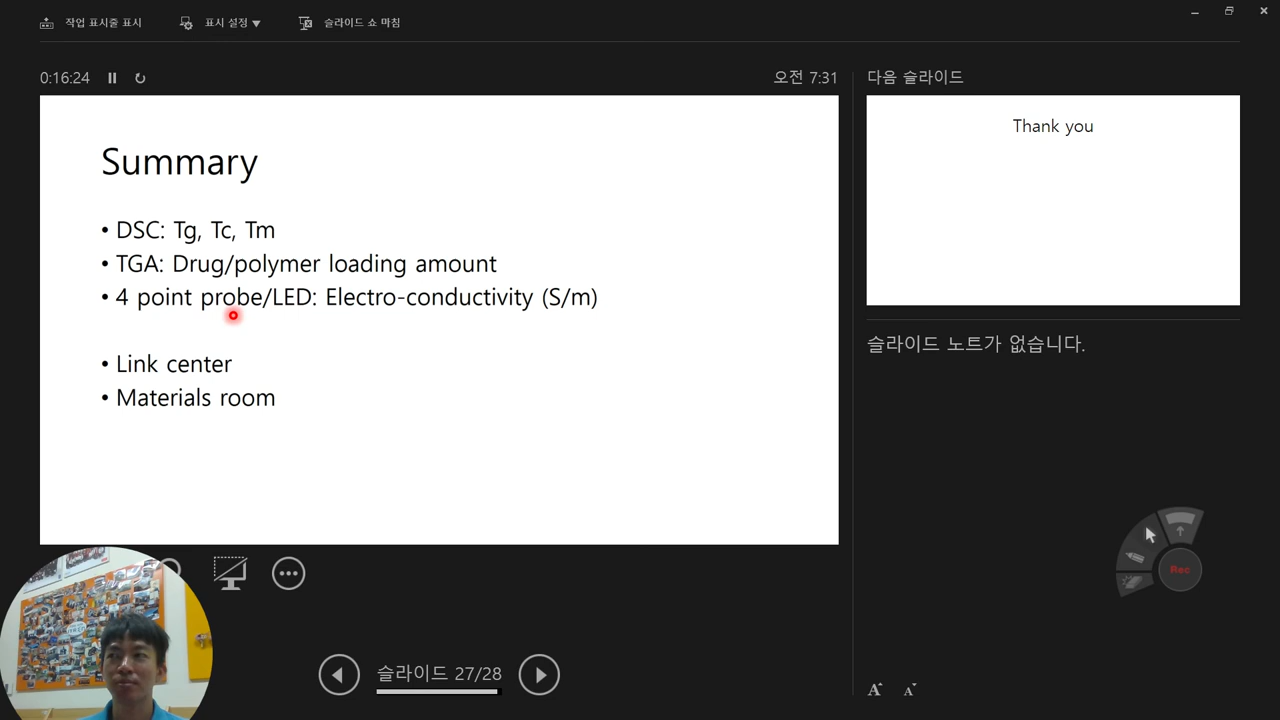 작업 표시줄 표시
표시 설정 ▼
슬라이드 쇼 마침
0:16:24
오전 7:31
다음 슬라이드
Summary
• DSC: Tg, Tc, Tm
• TGA: Drug/polymer loading amount
• 4 point probe/LED: Electro-conductivity (S/m)
• Link center
• Materials room
Thank you
슬라이드 노트가 없습니다.
Rec
슬라이드 27/28
A A